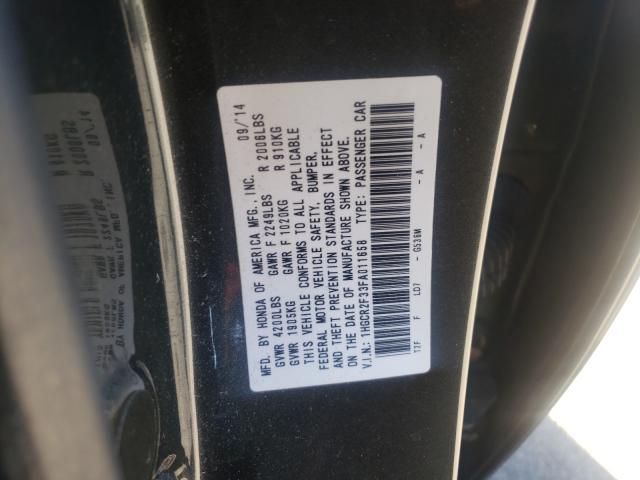 MFD. BY HONDA OF AMERICA MFG., INC. 09/'14
GVWR 4200LBS GAWR F 2249LBS R 2006LBS
GVWR 1905KG GAWR F 1020KG R 910KG
THIS VEHICLE CONFORMS TO ALL APPLICABLE
FEDERAL MOTOR VEHICLE SAFETY, BUMPER,
AND THEFT PREVENTION STANDARDS IN EFFECT
ON THE DATE OF MANUFACTURE SHOWN ABOVE.
V.I.N.: 1HGCR2F33FA011658 TYPE: PASSENGER CAR
T2F F LD7 - G538M - A - A